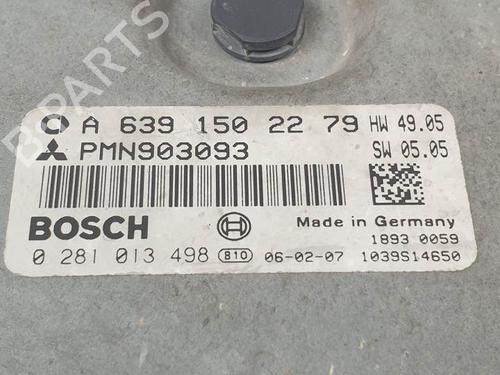 A 639 150 22 79 HW 49.05
PMN903093 SW 05.05
BOSCH Made in Germany
1893 0059
0 281 013 498 B10 06-02-07 1039S14650
B-PARTS